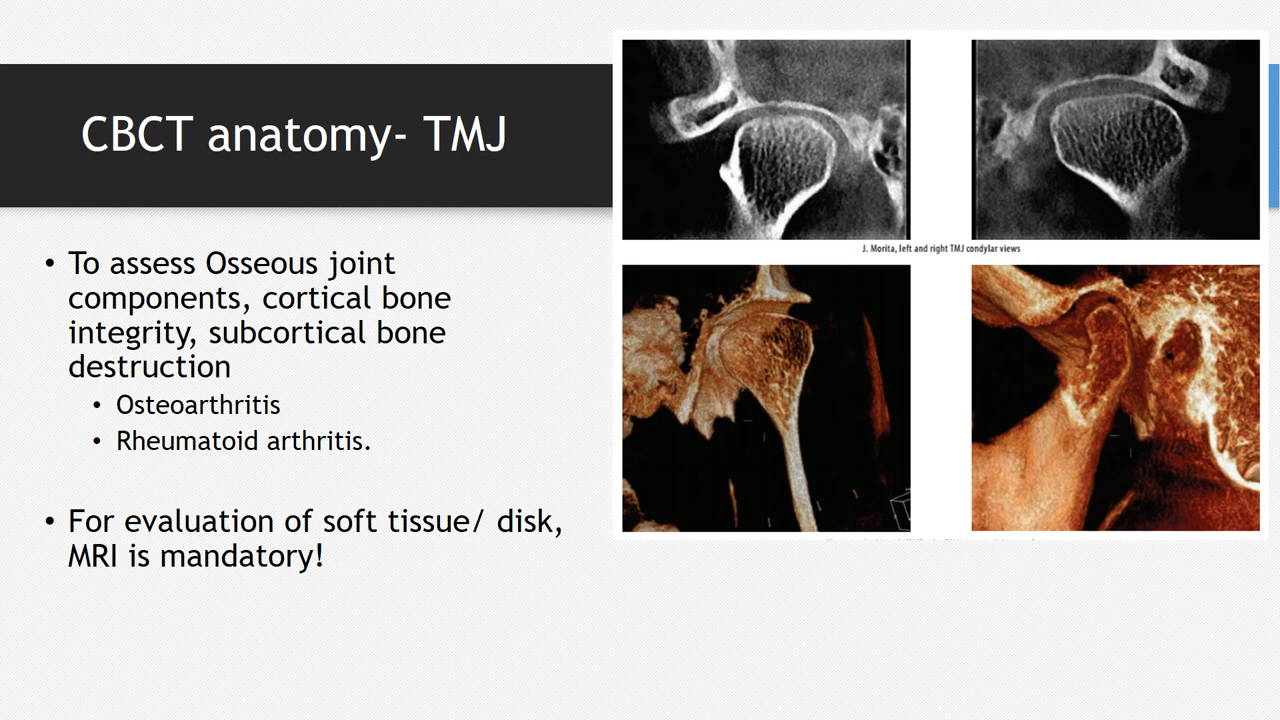 CBCT anatomy- TMJ
• To assess Osseous joint
components, cortical bone
integrity, subcortical bone
destruction
• Osteoarthritis
• Rheumatoid arthritis.
• For evaluation of soft tissue/ disk,
MRI is mandatory!
J. Morita, left and right TMJ condylar views